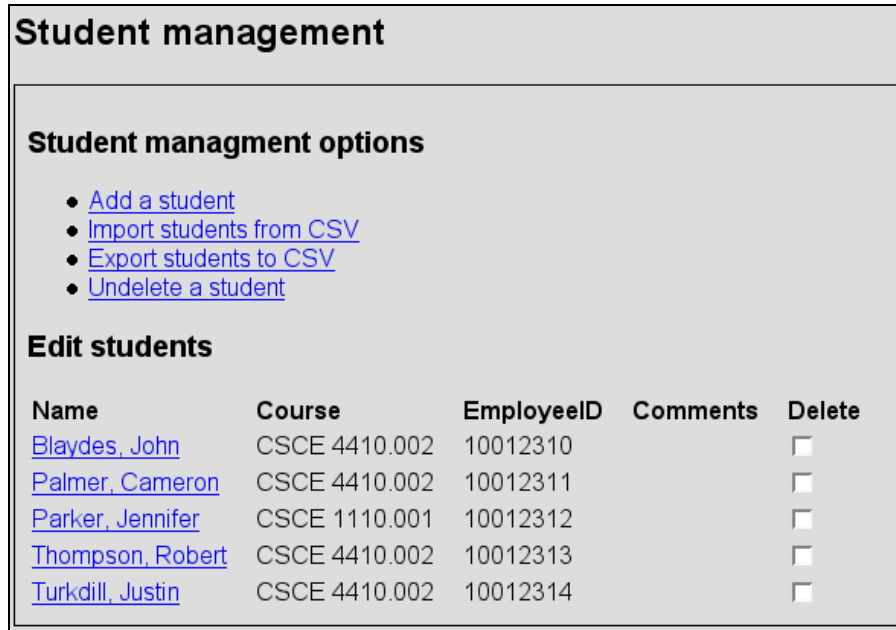 Student management
Student managment options
Add a student
Import students from CSV
Export students to CSV
Undelete a student
Edit students
Name Course EmployeeID Comments Delete
Blaydes, John CSCE 4410.002 10012310
Palmer, Cameron CSCE 4410.002 10012311
Parker, Jennifer CSCE 1110.001 10012312
Thompson, Robert CSCE 4410.002 10012313
Turkdill, Justin CSCE 4410.002 10012314